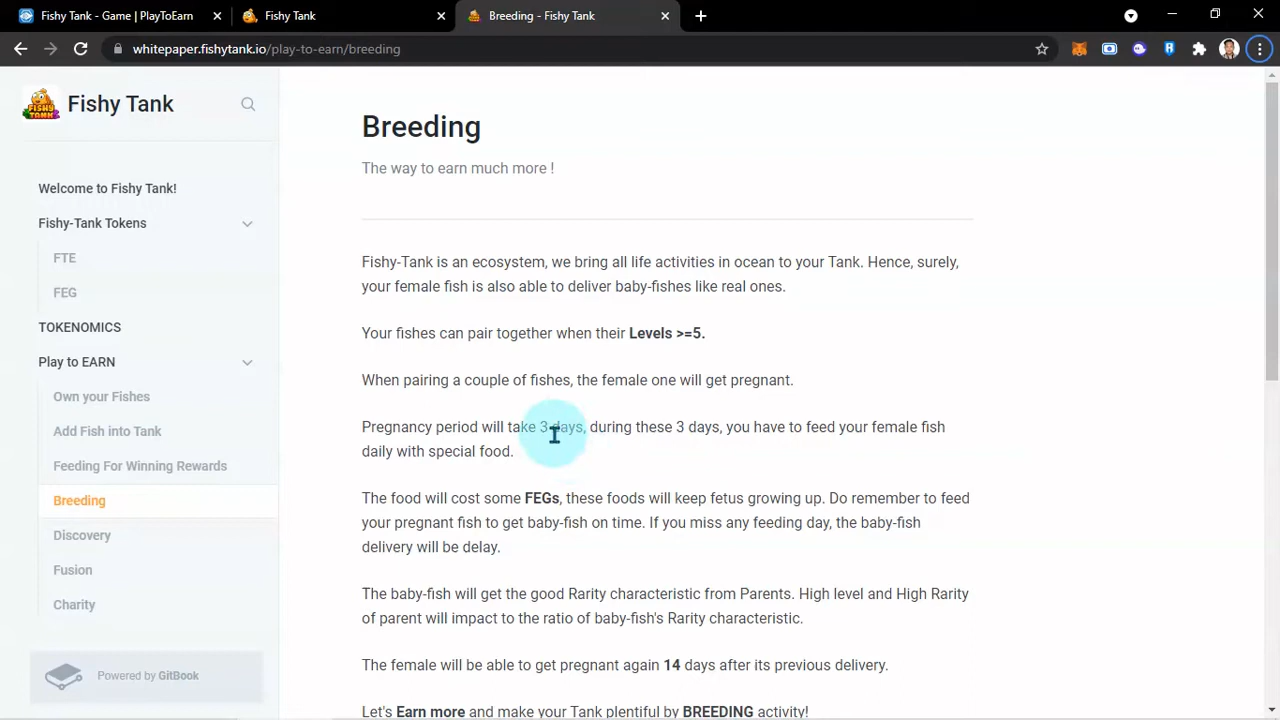 Fishy Tank - Game | PlayToEarn
Fishy Tank
Breeding - Fishy Tank
whitepaper.fishytank.io/play-to-earn/breeding
FISHY TANK
Fishy Tank
Welcome to Fishy Tank!
Fishy-Tank Tokens
FTE
FEG
TOKENOMICS
Play to EARN
Own your Fishes
Add Fish into Tank
Feeding For Winning Rewards
Breeding
Discovery
Fusion
Charity
Powered by GitBook
Breeding
The way to earn much more !
Fishy-Tank is an ecosystem, we bring all life activities in ocean to your Tank. Hence, surely,
your female fish is also able to deliver baby-fishes like real ones.
Your fishes can pair together when their Levels >=5.
When pairing a couple of fishes, the female one will get pregnant.
Pregnancy period will take 3 days, during these 3 days, you have to feed your female fish
daily with special food.
The food will cost some FEGs, these foods will keep fetus growing up. Do remember to feed
your pregnant fish to get baby-fish on time. If you miss any feeding day, the baby-fish
delivery will be delay.
The baby-fish will get the good Rarity characteristic from Parents. High level and High Rarity
of parent will impact to the ratio of baby-fish's Rarity characteristic.
The female will be able to get pregnant again 14 days after its previous delivery.
Let's Earn more and make your Tank plentiful by BREEDING activity!